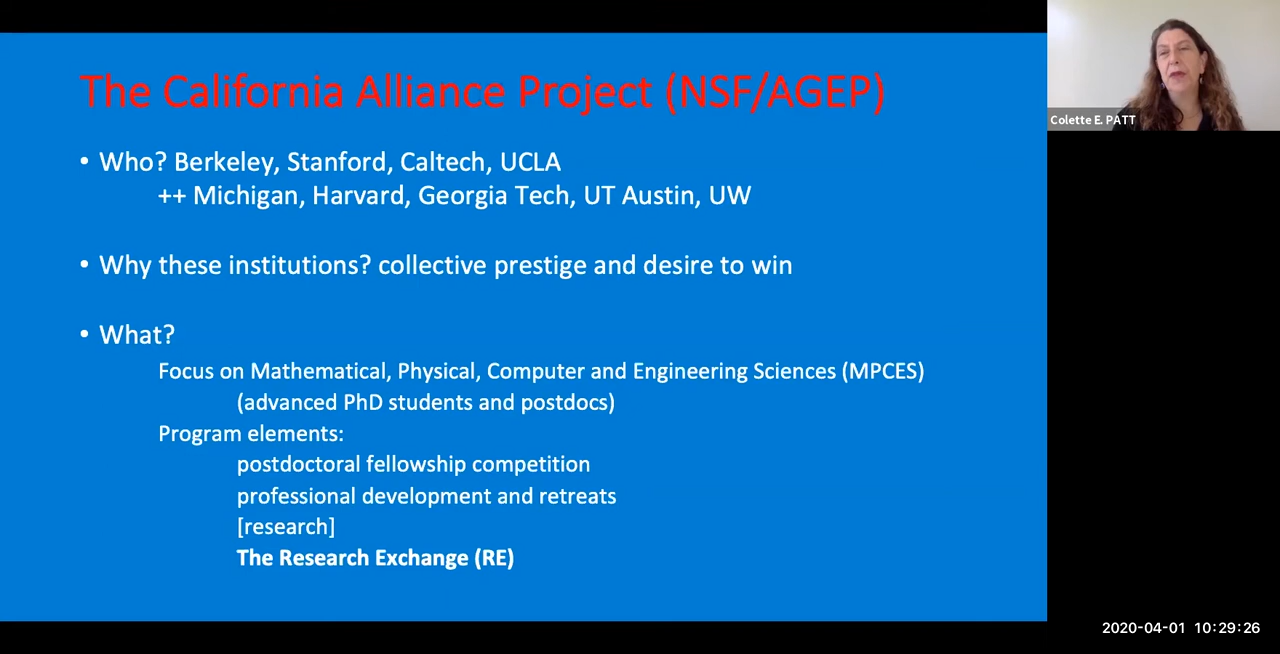 The California Alliance Project (NSF/AGEP)
• Who? Berkeley, Stanford, Caltech, UCLA
++ Michigan, Harvard, Georgia Tech, UT Austin, UW
• Why these institutions? collective prestige and desire to win
• What?
Focus on Mathematical, Physical, Computer and Engineering Sciences (MPCES)
(advanced PhD students and postdocs)
Program elements:
postdoctoral fellowship competition
professional development and retreats
[research]
The Research Exchange (RE)
Colette E. PATT
2020-04-01 10:29:26